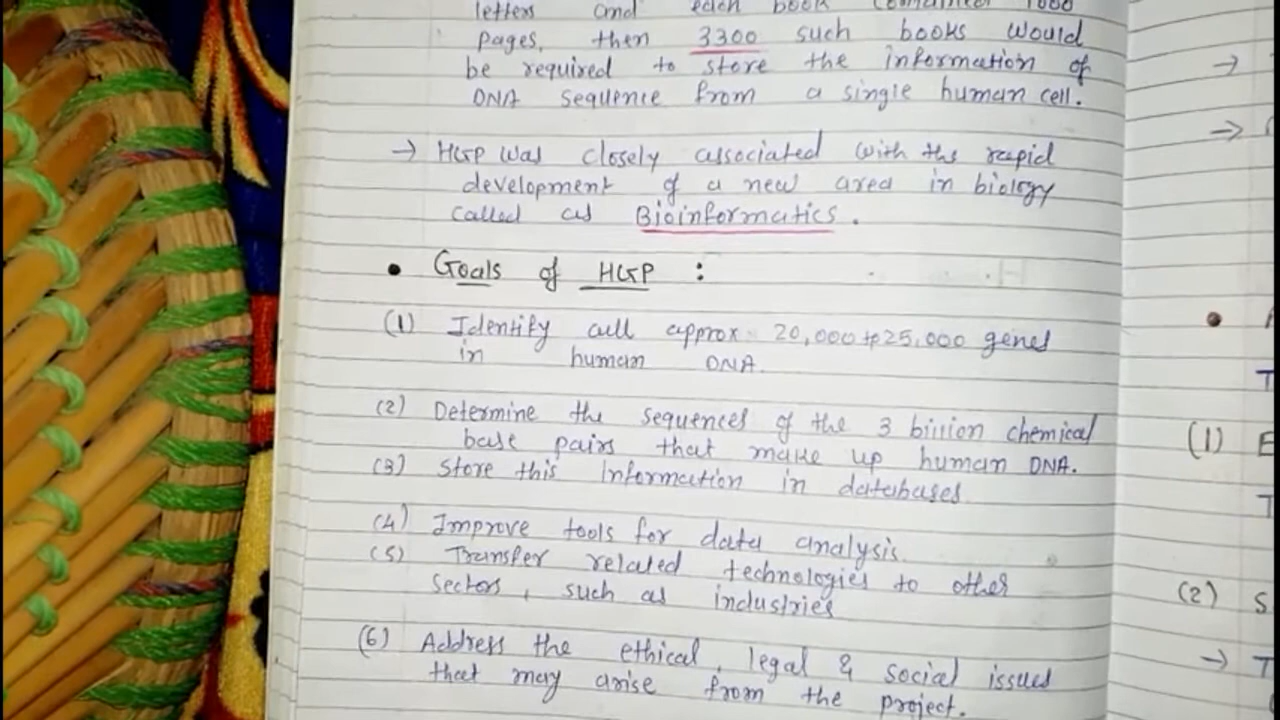 letters and each book contained 1000
pages, then 3300 such books would
be required to store the information of
DNA sequence from a single human cell.
→ HGP was closely associated with the rapid
development of a new area in biology
called as Bioinformatics.
• Goals of HGP :
(1) Identify all approx 20,000 to 25,000 genes
in human DNA.
(2) Determine the sequences of the 3 billion chemical
base pairs that make up human DNA.
(3) Store this information in databases.
(4) Improve tools for data analysis.
(5) Transfer related technologies to other
sectors, such as industries
(6) Address the ethical, legal & social issues
that may arise from the project.
→
→
•
T
(1) E
T
(2) S
→ T